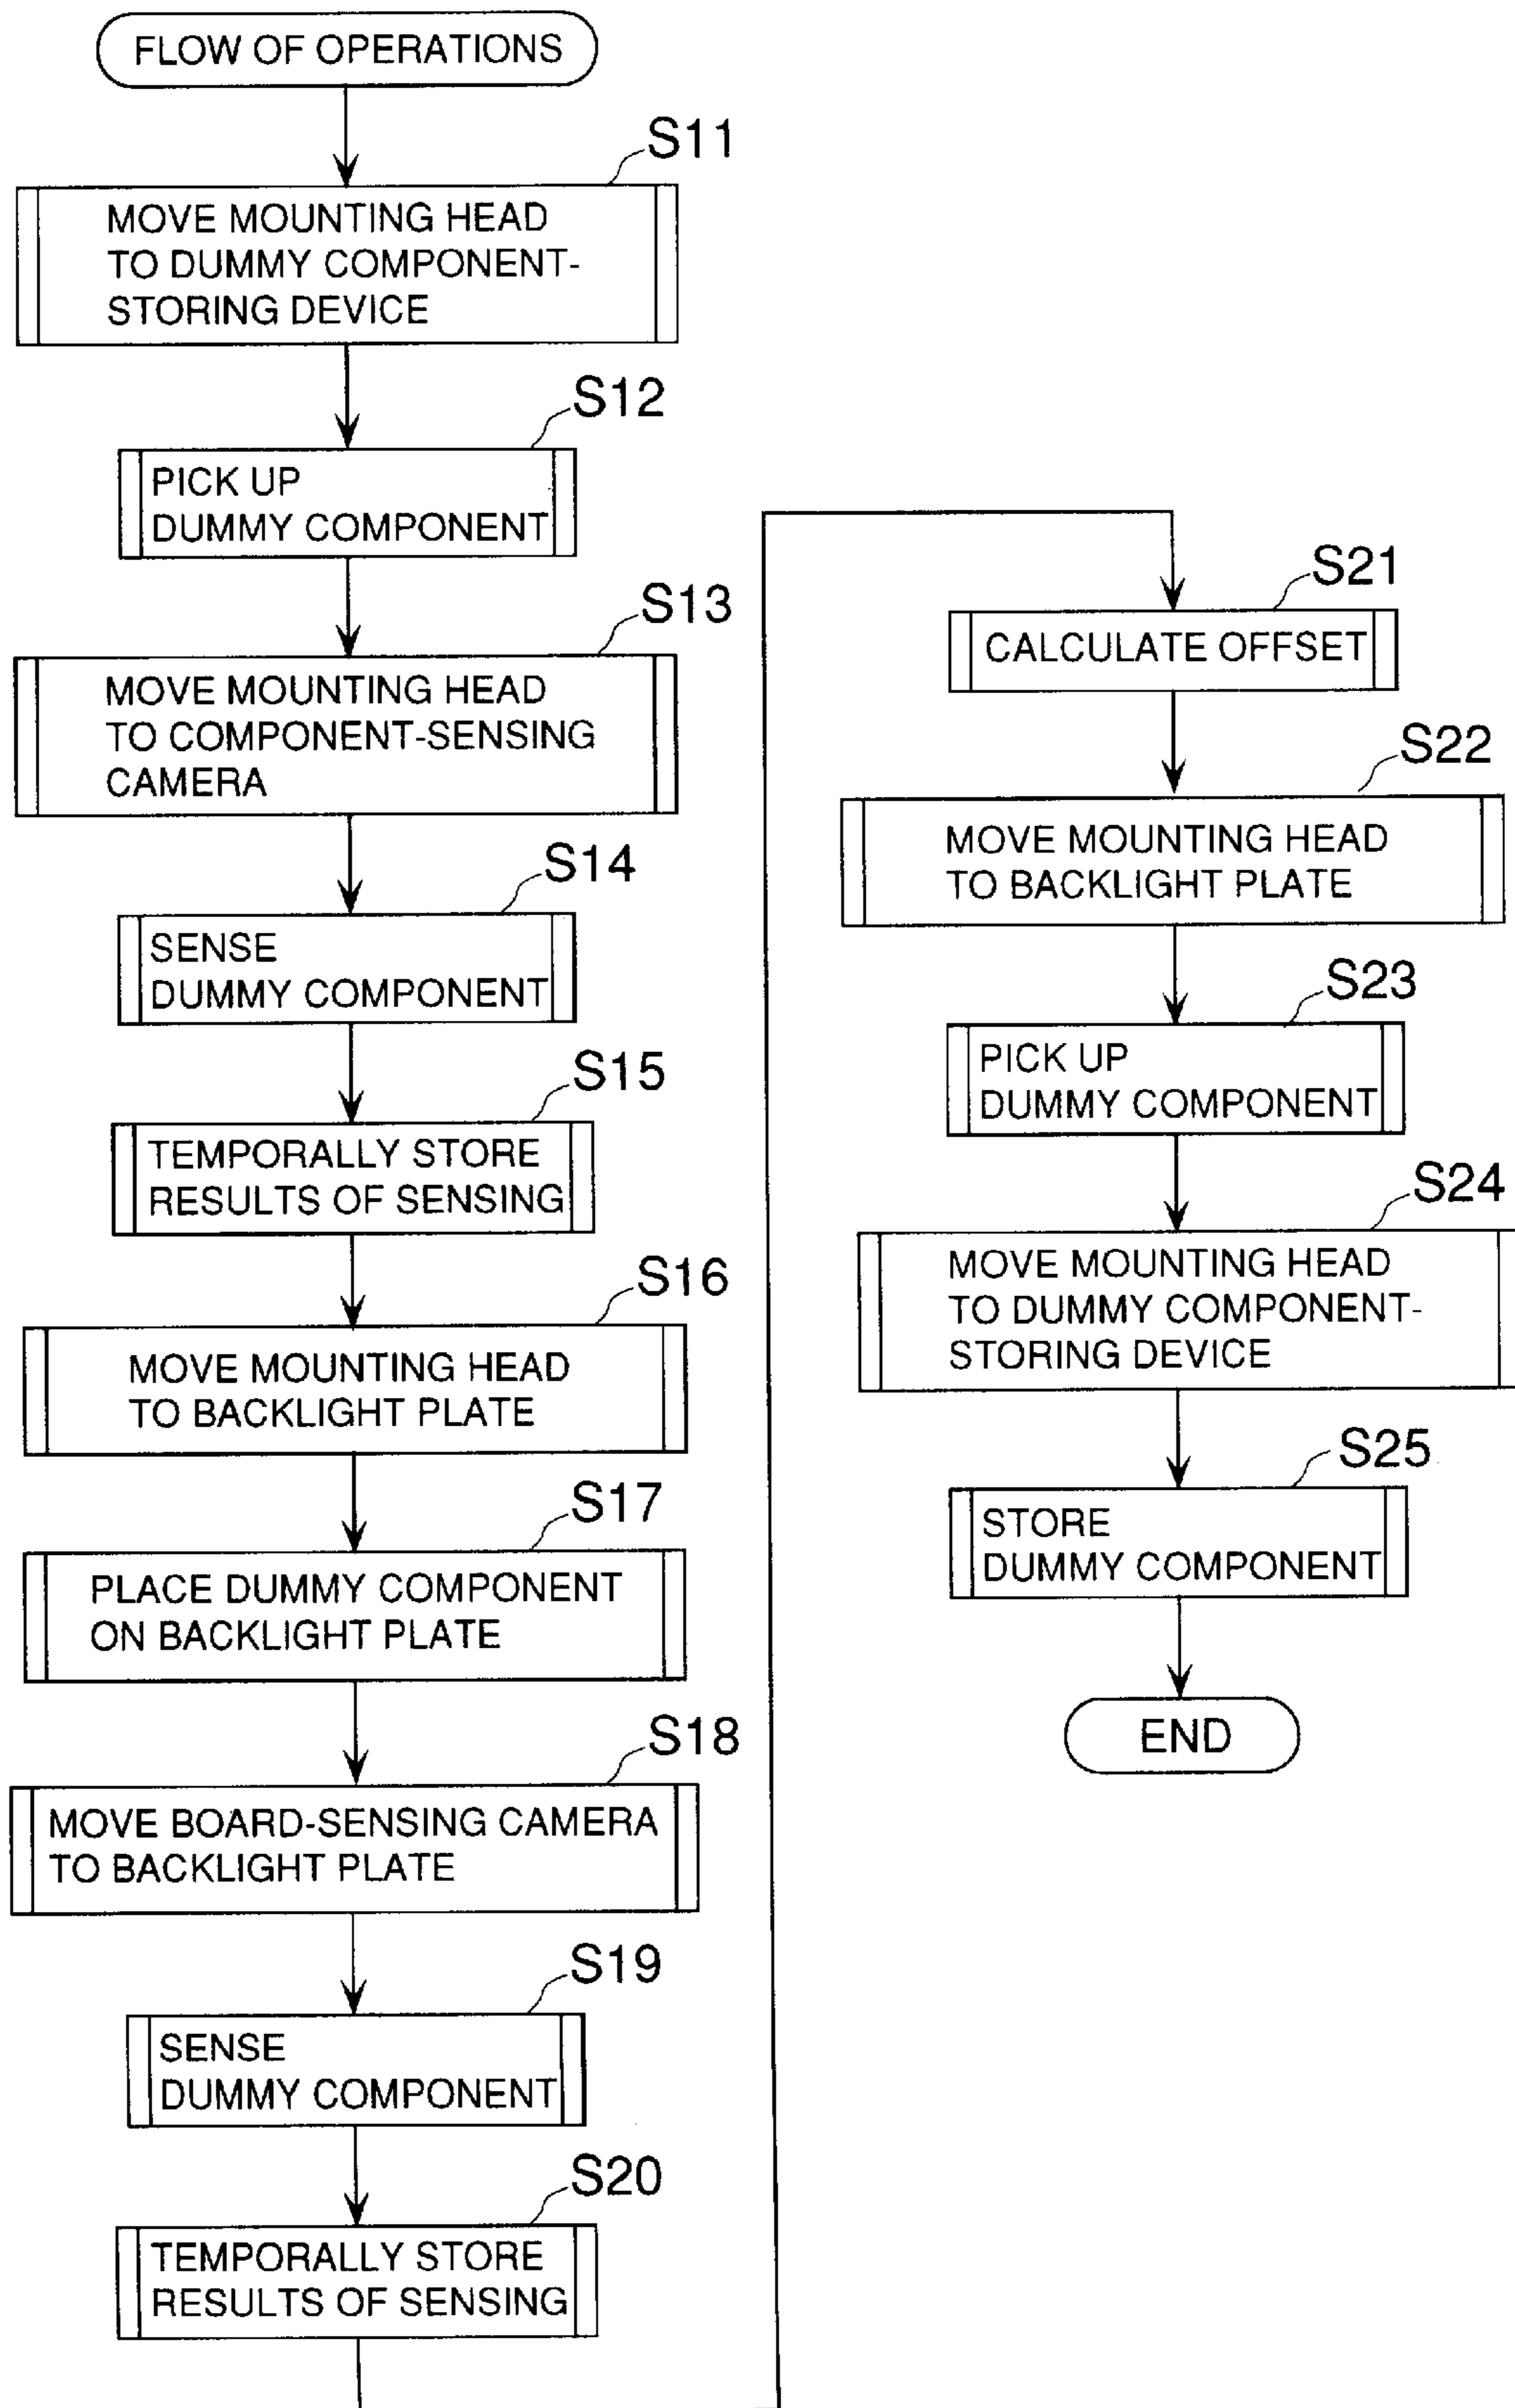 FLOW OF OPERATIONS
S11
MOVE MOUNTING HEAD
TO DUMMY COMPONENT-
STORING DEVICE
S12
PICK UP
DUMMY COMPONENT
S13
MOVE MOUNTING HEAD
TO COMPONENT-SENSING
CAMERA
S14
SENSE
DUMMY COMPONENT
S15
TEMPORALLY STORE
RESULTS OF SENSING
S16
MOVE MOUNTING HEAD
TO BACKLIGHT PLATE
S17
PLACE DUMMY COMPONENT
ON BACKLIGHT PLATE
S18
MOVE BOARD-SENSING CAMERA
TO BACKLIGHT PLATE
S19
SENSE
DUMMY COMPONENT
S20
TEMPORALLY STORE
RESULTS OF SENSING
S21
CALCULATE OFFSET
S22
MOVE MOUNTING HEAD
TO BACKLIGHT PLATE
S23
PICK UP
DUMMY COMPONENT
S24
MOVE MOUNTING HEAD
TO DUMMY COMPONENT-
STORING DEVICE
S25
STORE
DUMMY COMPONENT
END